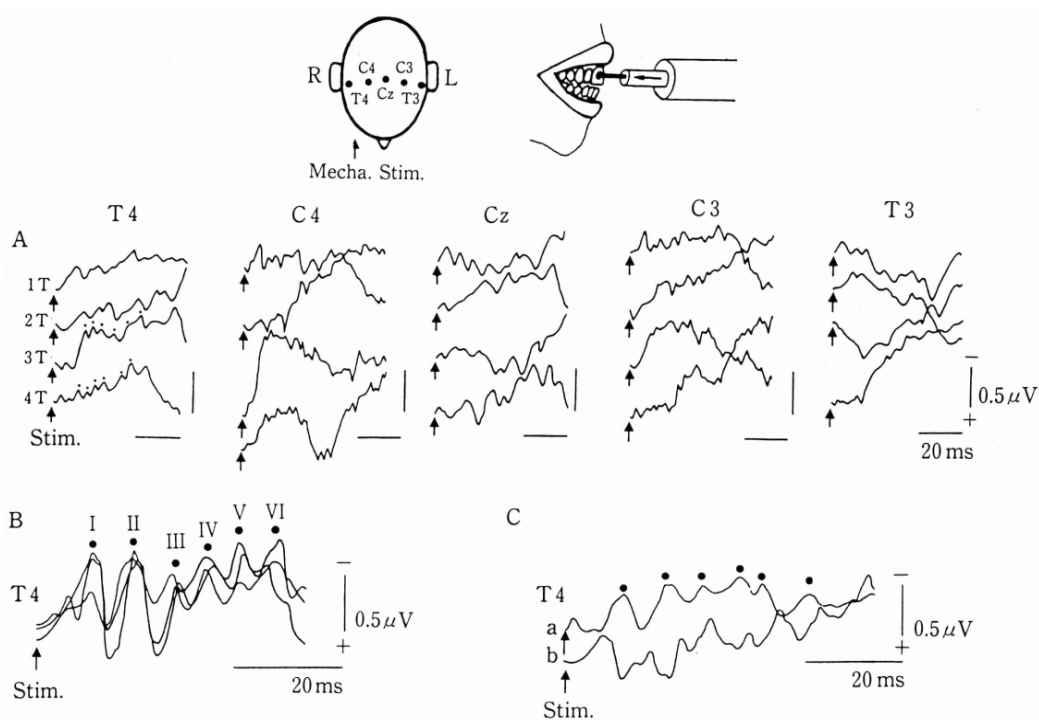 C4 C3
R L
T4 Cz T3
Mecha. Stim.
T4 C4 Cz C3 T3
A
1T
2T
3T
4T
Stim.
−
0.5μV
+
20 ms
B
I II III IV V VI
T4
−
0.5μV
+
20 ms
Stim.
C
T4
a
b
−
0.5μV
+
20 ms
Stim.